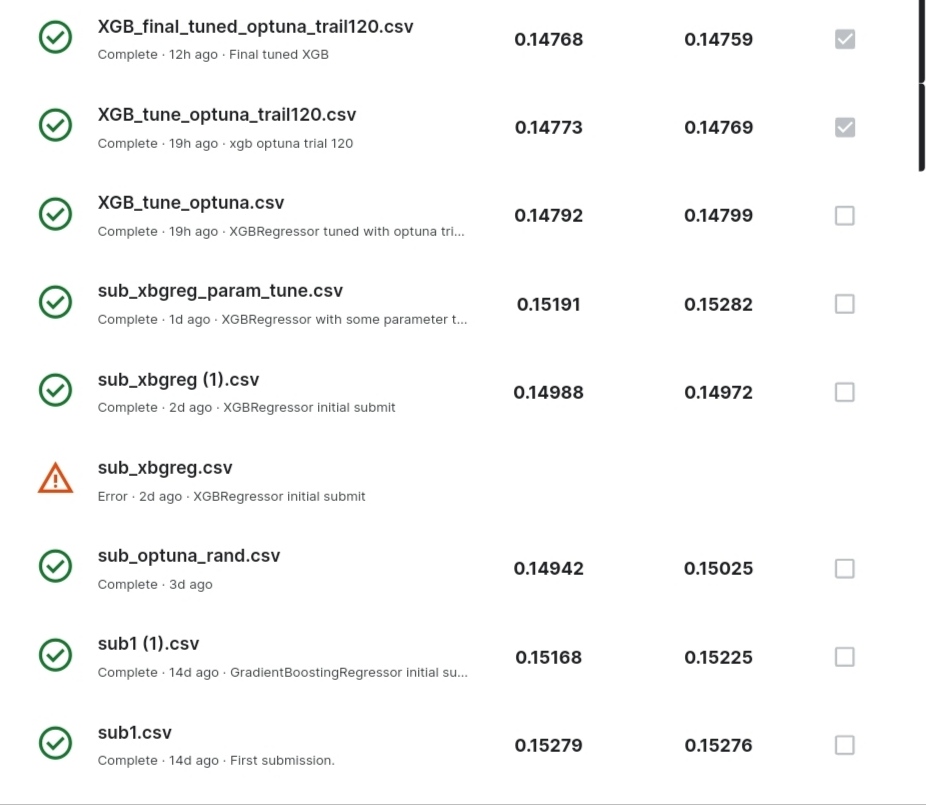 XGB_final_tuned_optuna_trail120.csv
Complete · 12h ago · Final tuned XGB
0.14768 0.14759
XGB_tune_optuna_trail120.csv
Complete · 19h ago · xgb optuna trial 120
0.14773 0.14769
XGB_tune_optuna.csv
Complete · 19h ago · XGBRegressor tuned with optuna tri...
0.14792 0.14799
sub_xbgreg_param_tune.csv
Complete · 1d ago · XGBRegressor with some parameter t...
0.15191 0.15282
sub_xbgreg (1).csv
Complete · 2d ago · XGBRegressor initial submit
0.14988 0.14972
sub_xbgreg.csv
Error · 2d ago · XGBRegressor initial submit
sub_optuna_rand.csv
Complete · 3d ago
0.14942 0.15025
sub1 (1).csv
Complete · 14d ago · GradientBoostingRegressor initial su...
0.15168 0.15225
sub1.csv
Complete · 14d ago · First submission.
0.15279 0.15276